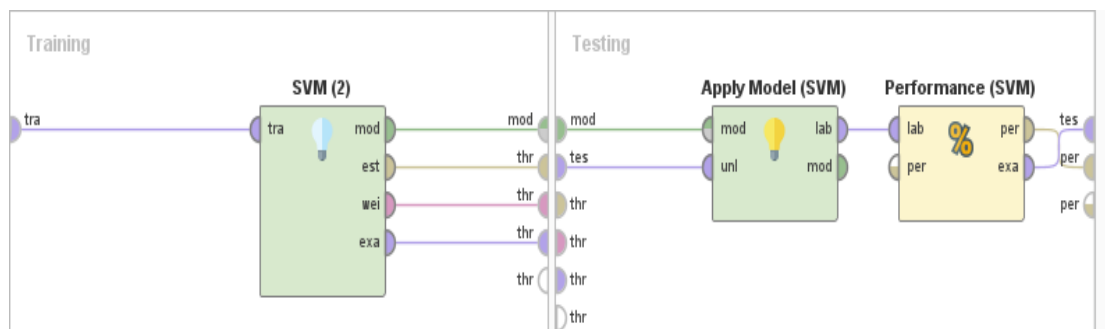 Training
SVM (2)
tra
tra
mod
mod
est
thr
wei
thr
exa
thr
thr
Testing
Apply Model (SVM)
Performance (SVM)
mod
mod
lab
lab
%
per
tes
tes
unl
mod
per
exa
per
thr
per
thr
thr
thr